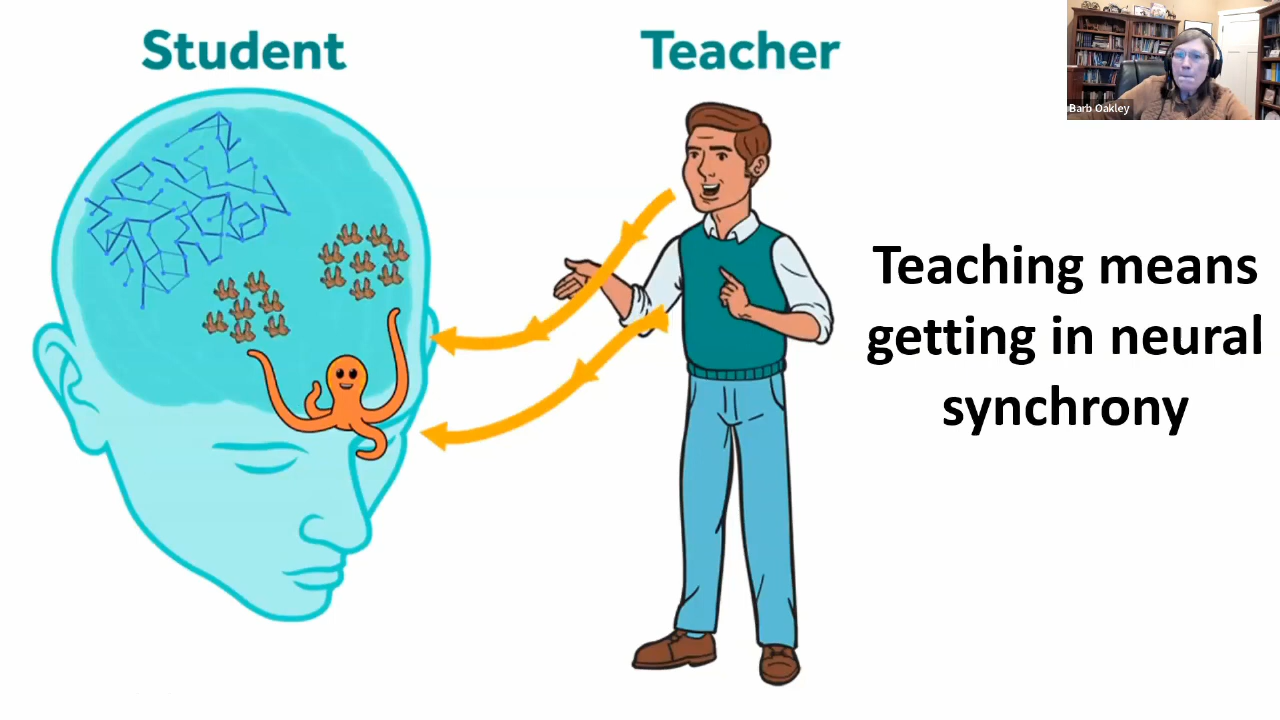 Student
Teacher
Barb Oakley
Teaching means
getting in neural
synchrony